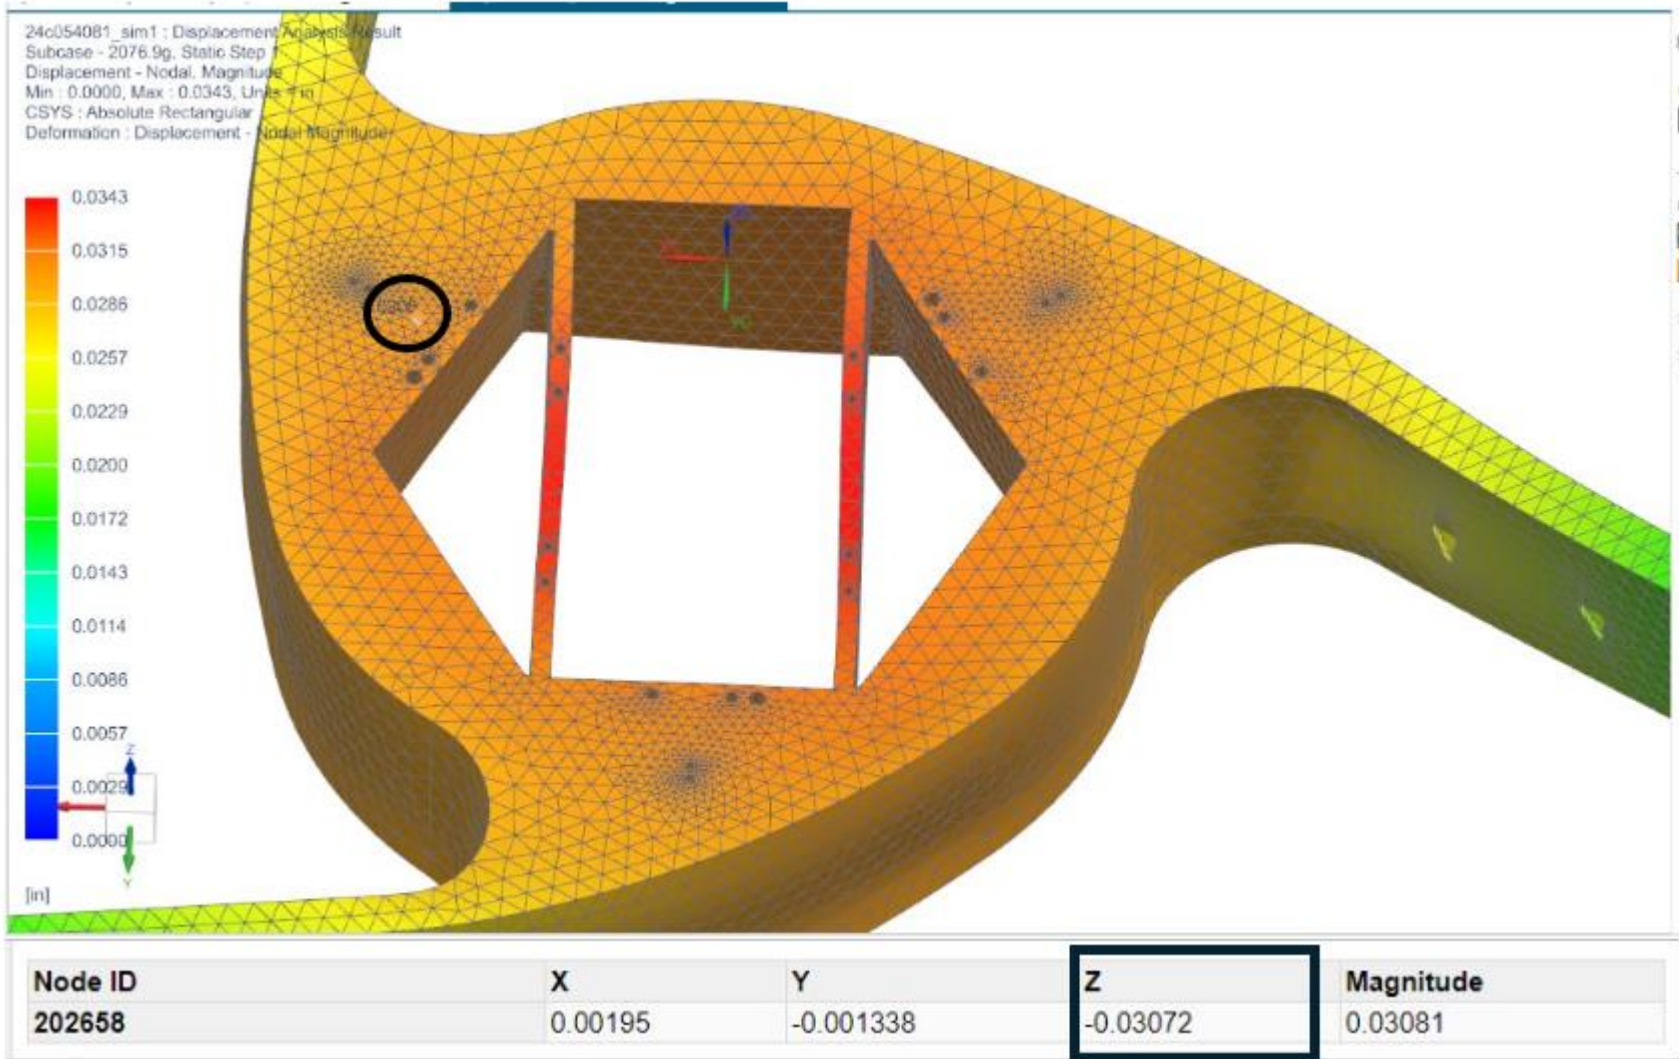 24c054081_sim1 : Displacement Analysis Result
Subcase - 2076.9g, Static Step 1
Displacement - Nodal, Magnitude
Min : 0.0000, Max : 0.0343, Units = in
CSYS : Absolute Rectangular
Deformation : Displacement - Nodal Magnitude
0.0343
0.0315
0.0286
0.0257
0.0229
0.0200
0.0172
0.0143
0.0114
0.0086
0.0057
0.0029
0.0000
Z
Y
[in]
Node ID X Y Z Magnitude
202658 0.00195 -0.001338 -0.03072 0.03081